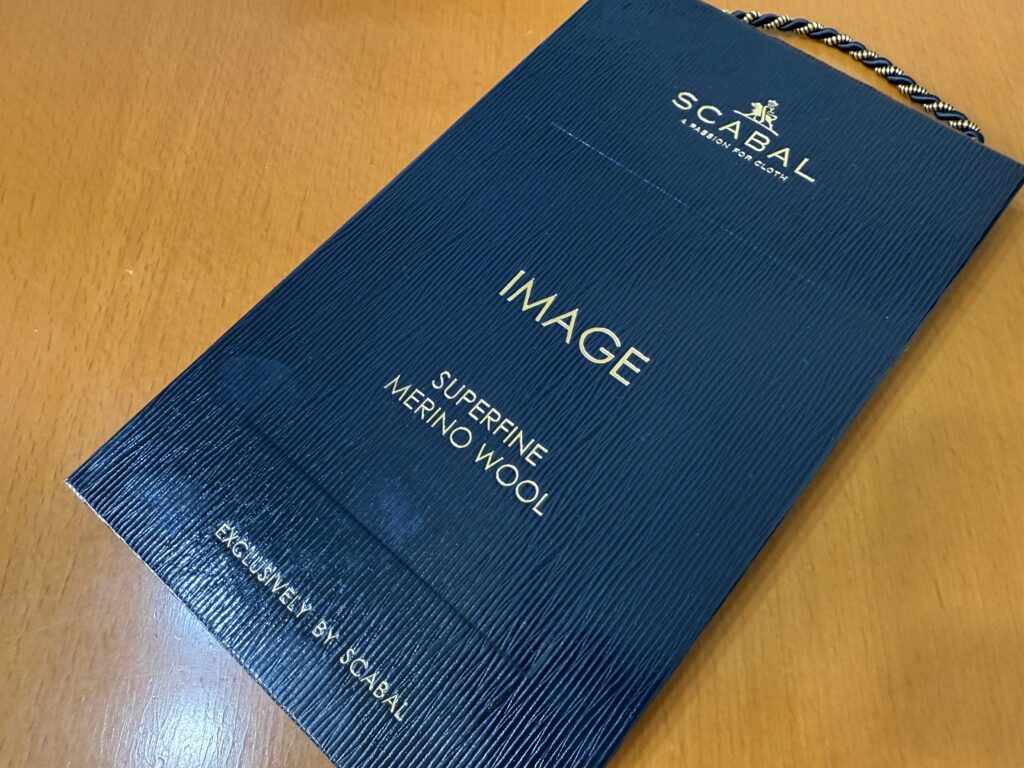 SCABAL
A PASSION FOR CLOTH
IMAGE
SUPERFINE
MERINO WOOL
EXCLUSIVELY BY SCABAL